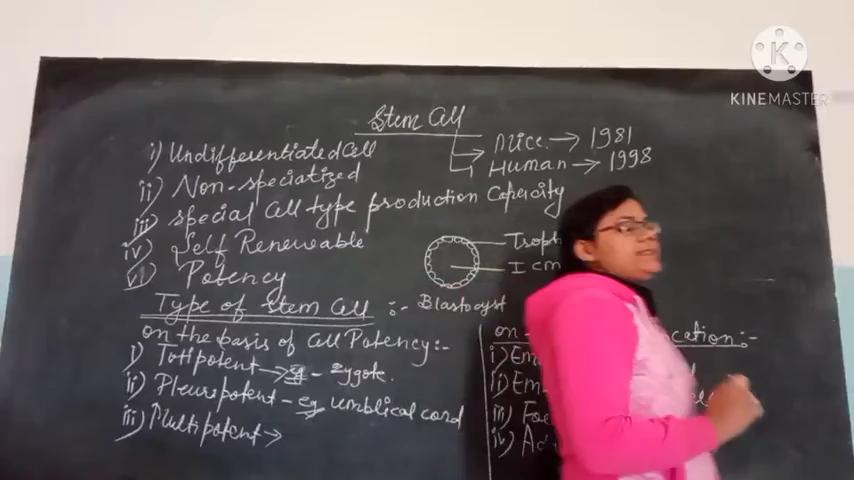 KINEMASTER
Stem Cell
Mice → 1981
Human → 1998
i) Undifferentiated Cell
ii) Non-speciatized
iii) special Cell type production Capacity
iv) Self Renewable
v) Potency
Troph
I cm
Blastocyst
Type of Stem Cell :-
on the basis of Cell Potency:-
i) Totipotent → eg - zygote.
ii) Pleuripotent - eg umblical cord
iii) Multipotent →
on cation:-
i) Em
ii) Em
iii) Foe
iv) Ad